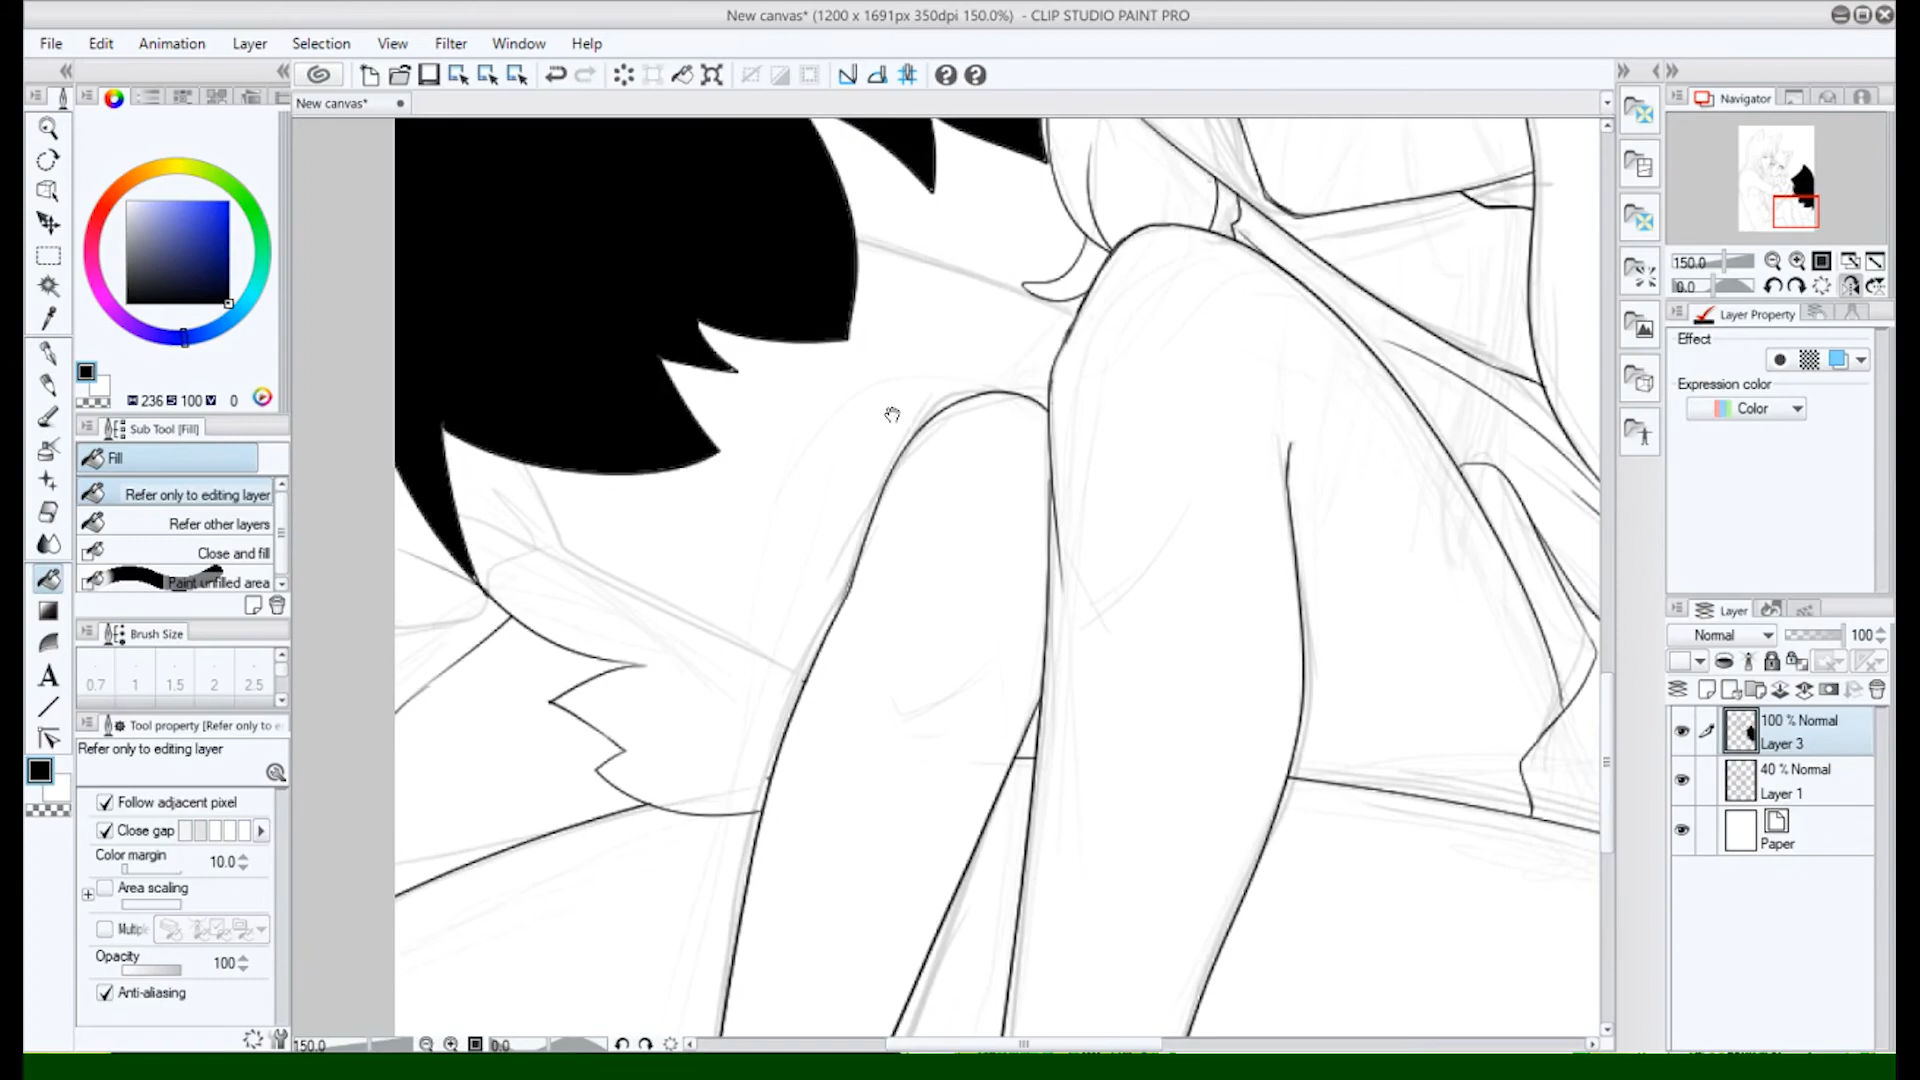 New canvas* (1200 x 1691px 350dpi 150.0%) - CLIP STUDIO PAINT PRO
File Edit Animation Layer Selection View Filter Window Help
New canvas*
Navigator
150.0
0.0
Layer Property
Effect
Expression color
Color
H 236 S 100 V 0
Sub Tool [Fill]
Fill
Refer only to editing layer
Refer other layers
Close and fill
Paint unfilled area
Brush Size
0.7 1 1.5 2 2.5
Tool property [Refer only to e
Refer only to editing layer
Follow adjacent pixel
Close gap
Color margin 10.0
Area scaling
Multiple
Opacity 100
Anti-aliasing
Layer
Normal 100
100 % Normal
Layer 3
40 % Normal
Layer 1
Paper
150.0 0.0